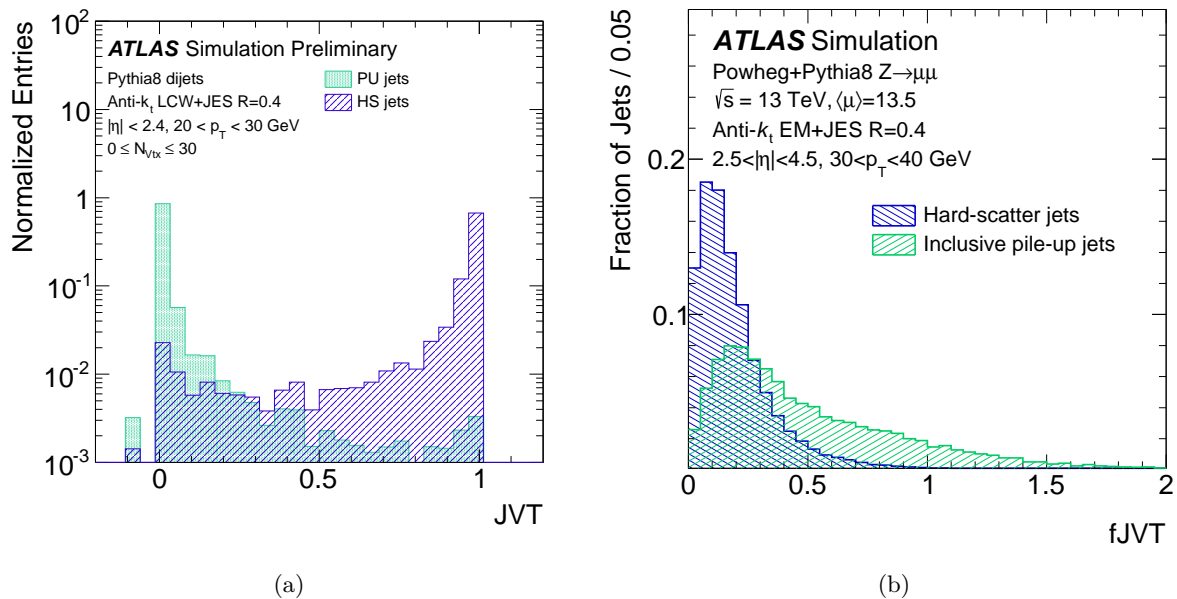 ATLAS Simulation Preliminary
Pythia8 dijets
Anti-kt LCW+JES R=0.4
|η| < 2.4, 20 < pT < 30 GeV
0 ≤ NVtx ≤ 30
PU jets
HS jets
Normalized Entries
10²
10
1
10⁻¹
10⁻²
10⁻³
0
0.5
1
JVT
(a)
ATLAS Simulation
Powheg+Pythia8 Z→μμ
√s = 13 TeV, ⟨μ⟩=13.5
Anti-kt EM+JES R=0.4
2.5<|η|<4.5, 30<pT<40 GeV
Hard-scatter jets
Inclusive pile-up jets
Fraction of Jets / 0.05
0.2
0.1
0
0.5
1
1.5
2
fJVT
(b)